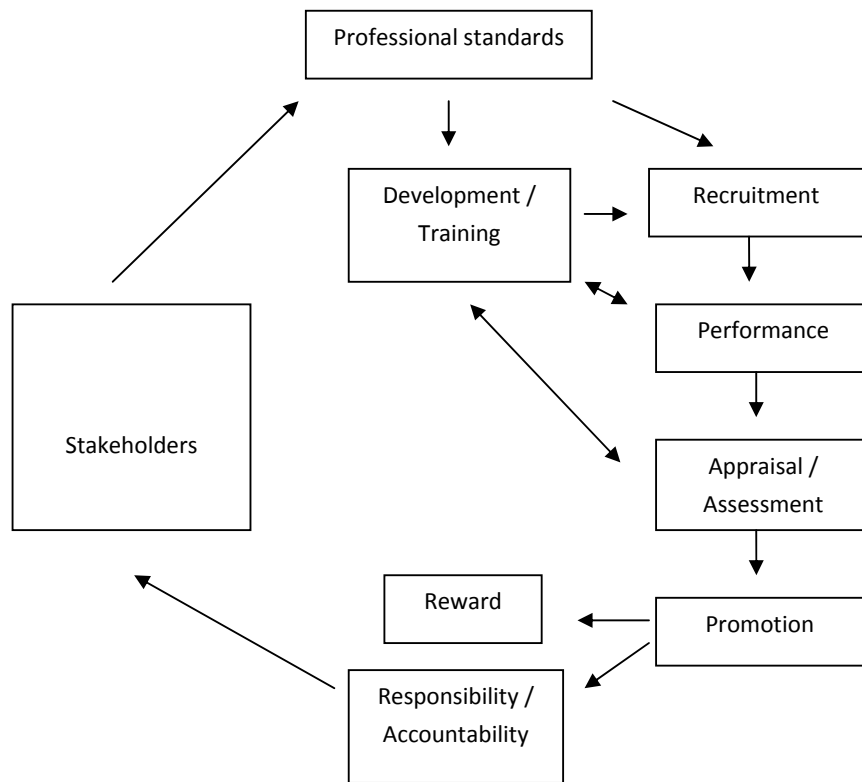 Professional standards
Development /
Training
Recruitment
Performance
Stakeholders
Appraisal /
Assessment
Reward
Promotion
Responsibility /
Accountability